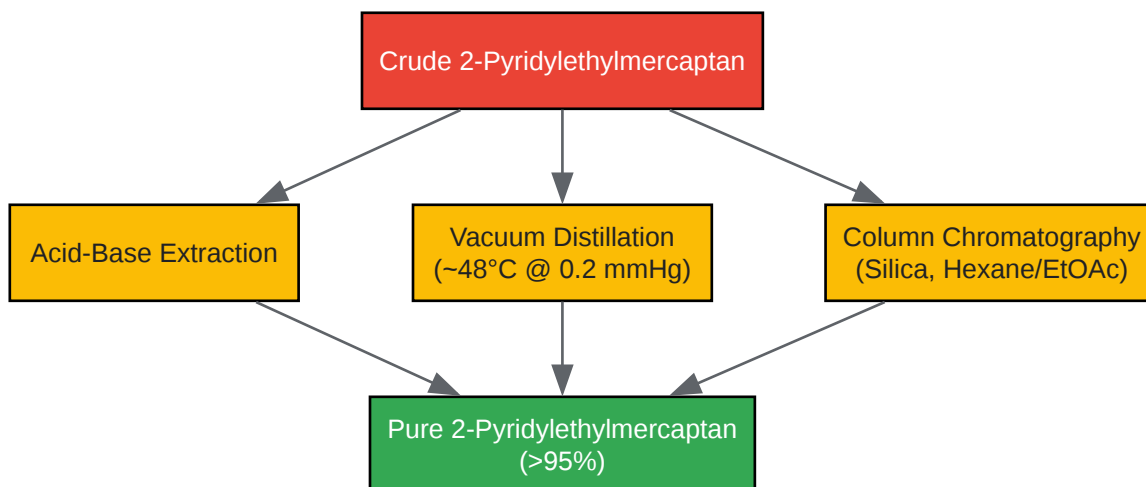 Crude 2-Pyridylethylmercaptan
Acid-Base Extraction
Vacuum Distillation
(~48°C @ 0.2 mmHg)
Column Chromatography
(Silica, Hexane/EtOAc)
Pure 2-Pyridylethylmercaptan
(>95%)